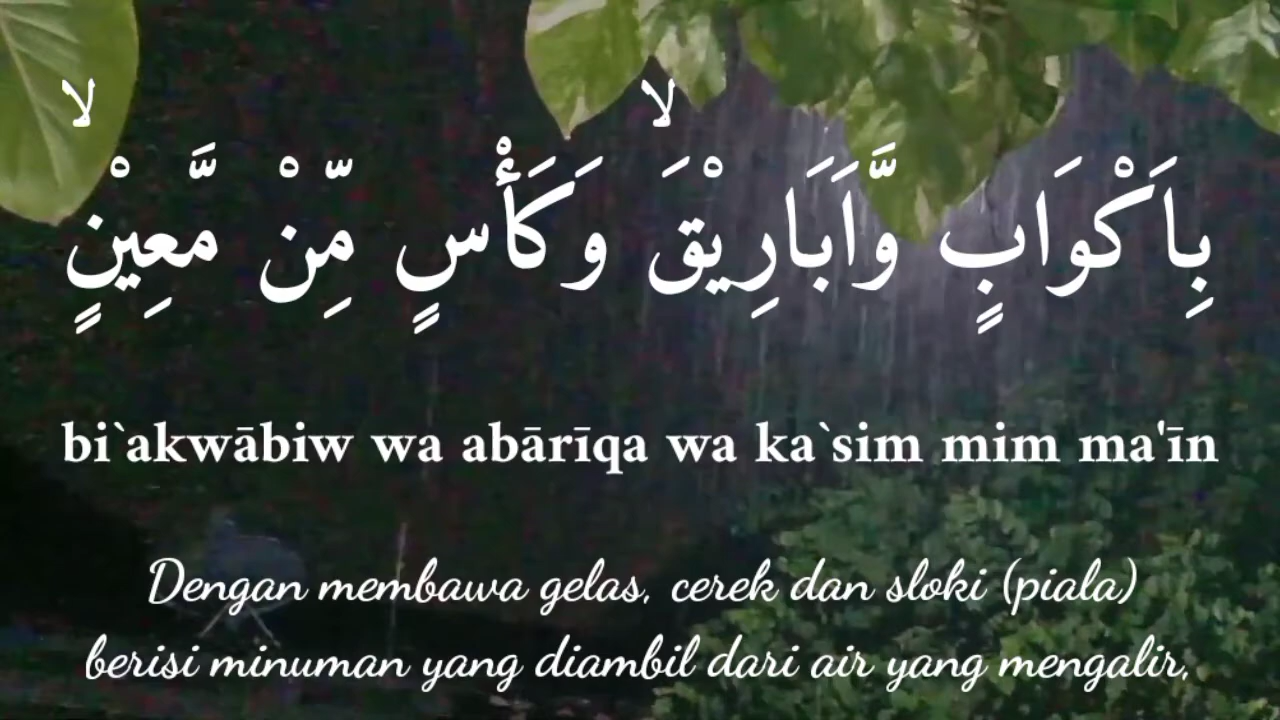 بِاَكْوَابٍ وَّاَبَارِيْقَۙ وَكَأْسٍ مِّنْ مَّعِيْنٍۙ
bi`akwābiw wa abārīqa wa ka`sim mim ma'īn
Dengan membawa gelas, cerek dan sloki (piala)
berisi minuman yang diambil dari air yang mengalir,